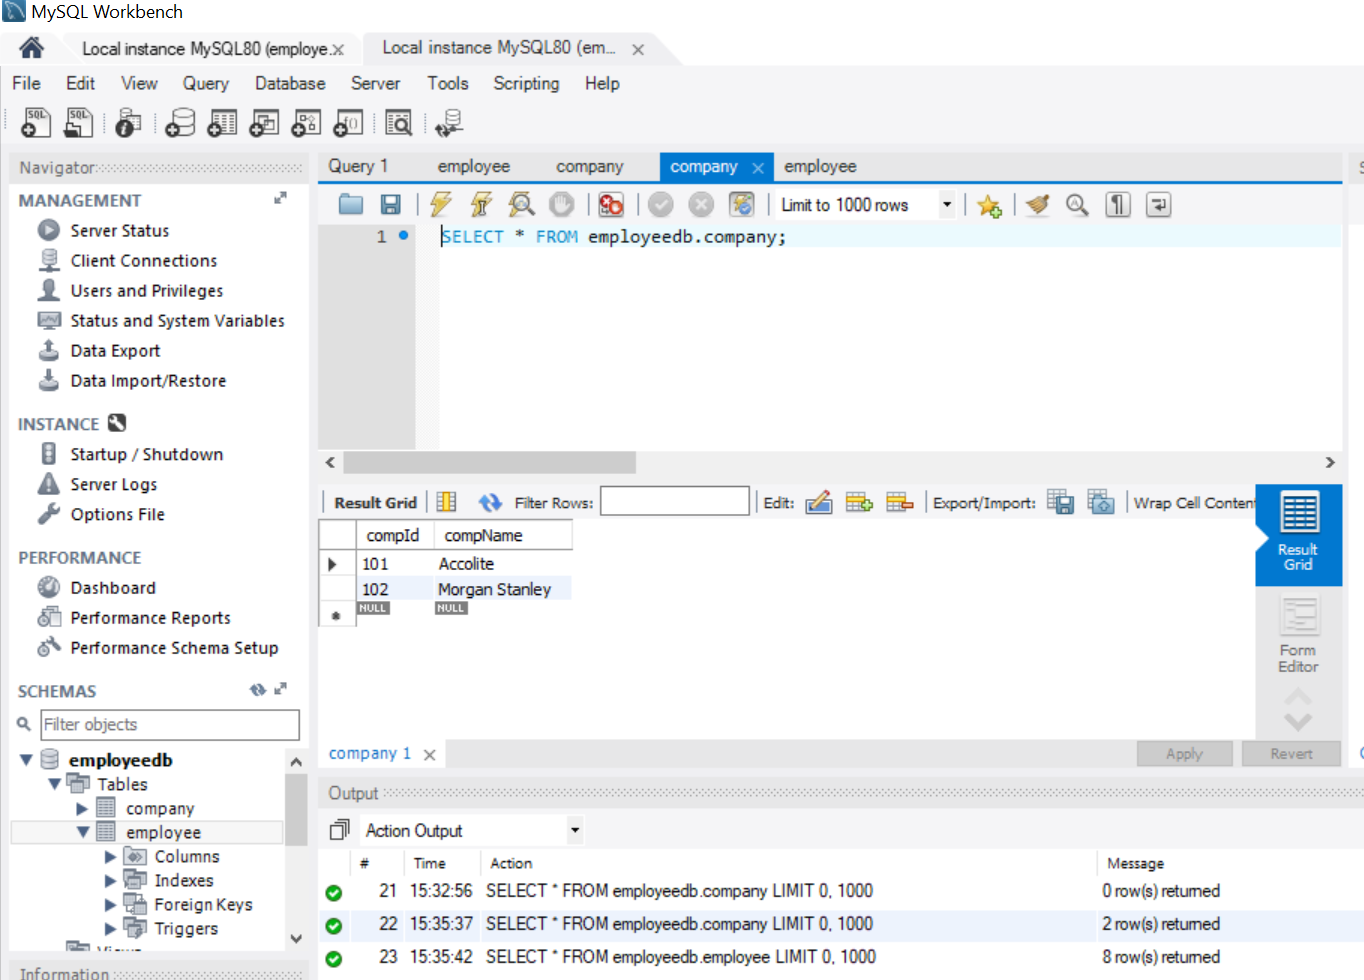 MySQL Workbench
Local instance MySQL80 (employe.x
Local instance MySQL80 (em... x
File Edit View Query Database Server Tools Scripting Help
Navigator
MANAGEMENT
Server Status
Client Connections
Users and Privileges
Status and System Variables
Data Export
Data Import/Restore
INSTANCE
Startup / Shutdown
Server Logs
Options File
PERFORMANCE
Dashboard
Performance Reports
Performance Schema Setup
SCHEMAS
Filter objects
employeedb
Tables
company
employee
Columns
Indexes
Foreign Keys
Triggers
Views
Information
Query 1 employee company company employee
Limit to 1000 rows
1 SELECT * FROM employeedb.company;
Result Grid Filter Rows: Edit: Export/Import: Wrap Cell Conten
compId compName
101 Accolite
102 Morgan Stanley
NULL NULL
Result
Grid
Form
Editor
company 1
Apply Revert
Output
Action Output
# Time Action Message
21 15:32:56 SELECT * FROM employeedb.company LIMIT 0, 1000 0 row(s) returned
22 15:35:37 SELECT * FROM employeedb.company LIMIT 0, 1000 2 row(s) returned
23 15:35:42 SELECT * FROM employeedb.employee LIMIT 0, 1000 8 row(s) returned